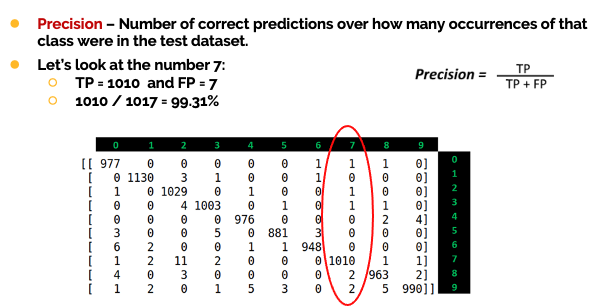 Precision – Number of correct predictions over how many occurrences of that
class were in the test dataset.
Let's look at the number 7:
TP = 1010 and FP = 7
1010 / 1017 = 99.31%
Precision = TP
TP + FP
0 1 2 3 4 5 6 7 8 9
[[ 977 0 0 0 0 0 1 1 1 0] 0
[ 0 1130 3 1 0 0 1 0 0 0] 1
[ 1 0 1029 0 1 0 0 1 0 0] 2
[ 0 0 4 1003 0 1 0 1 1 0] 3
[ 0 0 0 0 976 0 0 0 2 4] 4
[ 3 0 0 5 0 881 3 0 0 0] 5
[ 6 2 0 0 1 1 948 0 0 0] 6
[ 1 2 11 2 0 0 0 1010 1 1] 7
[ 4 0 3 0 0 0 0 2 963 2] 8
[ 1 2 0 1 5 3 0 2 5 990]] 9